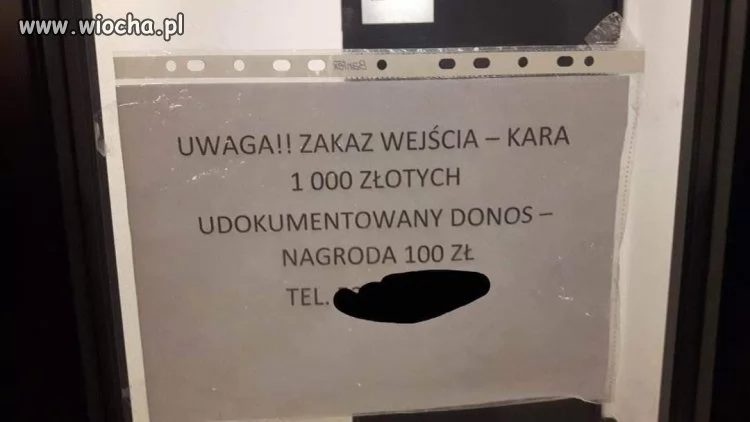 www.wiocha.pl
UWAGA!! ZAKAZ WEJŚCIA – KARA
1 000 ZŁOTYCH
UDOKUMENTOWANY DONOS –
NAGRODA 100 ZŁ
TEL.